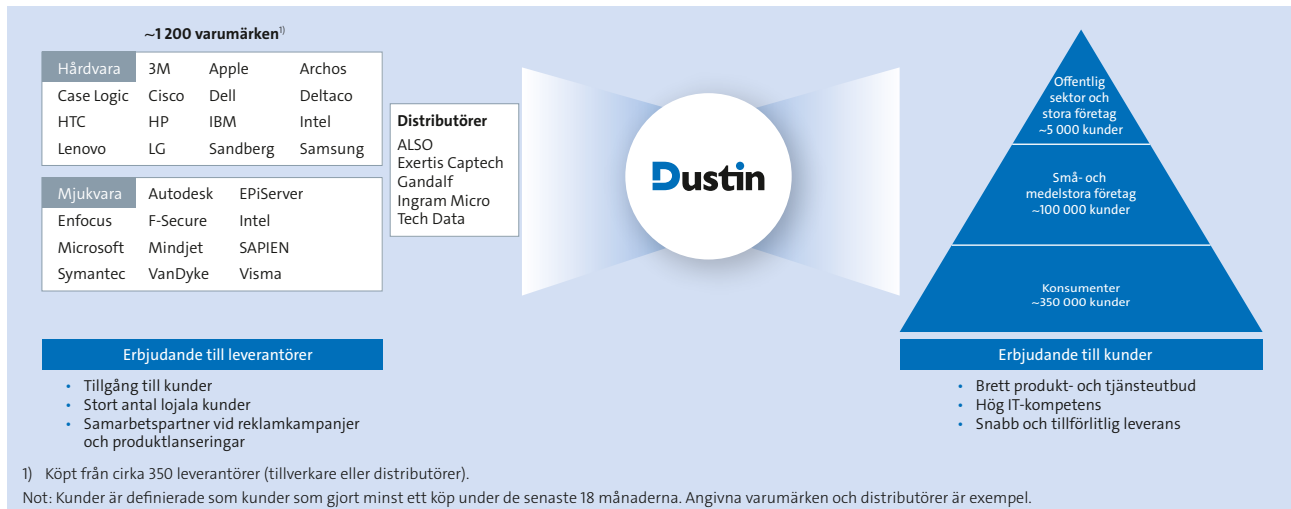 ~1 200 varumärken1)
Hårdvara 3M Apple Archos
Case Logic Cisco Dell Deltaco
HTC HP IBM Intel
Lenovo LG Sandberg Samsung
Mjukvara Autodesk EPiServer
Enfocus F-Secure Intel
Microsoft Mindjet SAPIEN
Symantec VanDyke Visma
Distributörer
ALSO
Exertis Captech
Gandalf
Ingram Micro
Tech Data
Dustin
Offentlig
sektor och
stora företag
~5 000 kunder
Små- och
medelstora företag
~100 000 kunder
Konsumenter
~350 000 kunder
Erbjudande till leverantörer
• Tillgång till kunder
• Stort antal lojala kunder
• Samarbetspartner vid reklamkampanjer
och produktlanseringar
Erbjudande till kunder
• Brett produkt- och tjänsteutbud
• Hög IT-kompetens
• Snabb och tillförlitlig leverans
1) Köpt från cirka 350 leverantörer (tillverkare eller distributörer).
Not: Kunder är definierade som kunder som gjort minst ett köp under de senaste 18 månaderna. Angivna varumärken och distributörer är exempel.